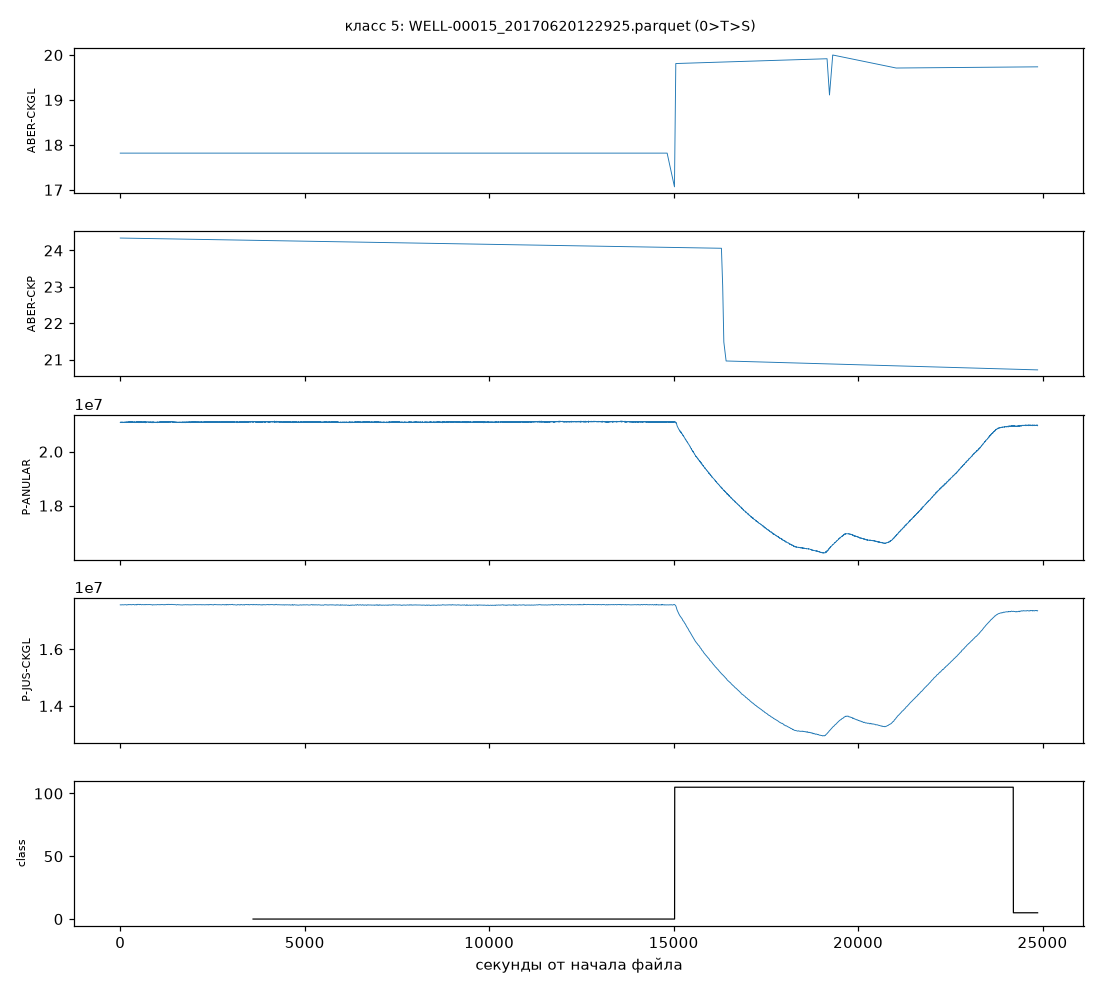 класс 5: WELL-00015_20170620122925.parquet (0>T>S)
20
19
18
17
ABER-CKGL
24
23
22
21
ABER-CKP
1e7
2.0
1.8
P-ANULAR
1e7
1.6
1.4
P-JUS-CKGL
100
50
0
class
0 5000 10000 15000 20000 25000
секунды от начала файла